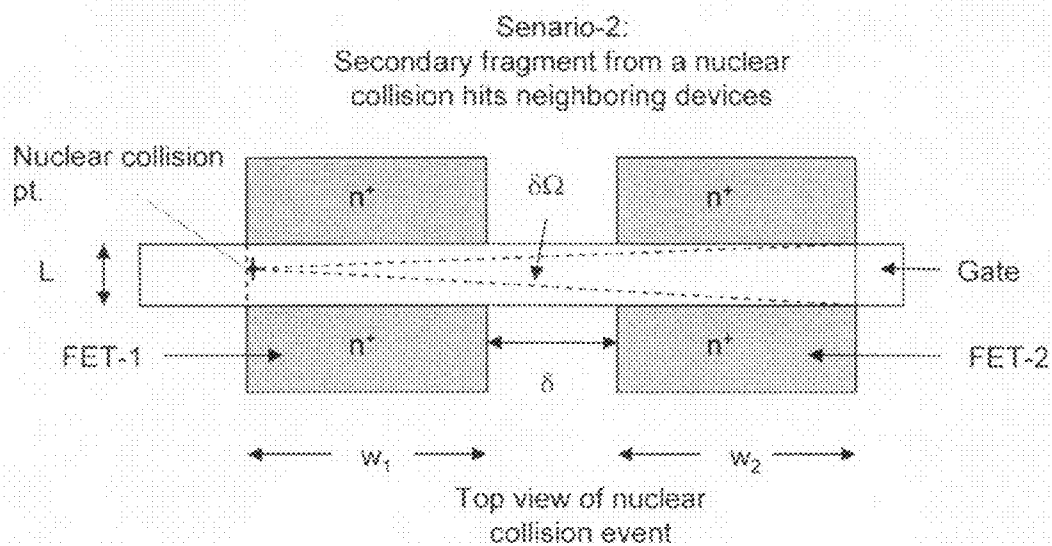 Senario-2:
Secondary fragment from a nuclear
collision hits neighboring devices
Nuclear collision
pt.
n⁺
δΩ
n⁺
L
Gate
FET-1
n⁺
δ
n⁺
FET-2
w₁
w₂
Top view of nuclear
collision event